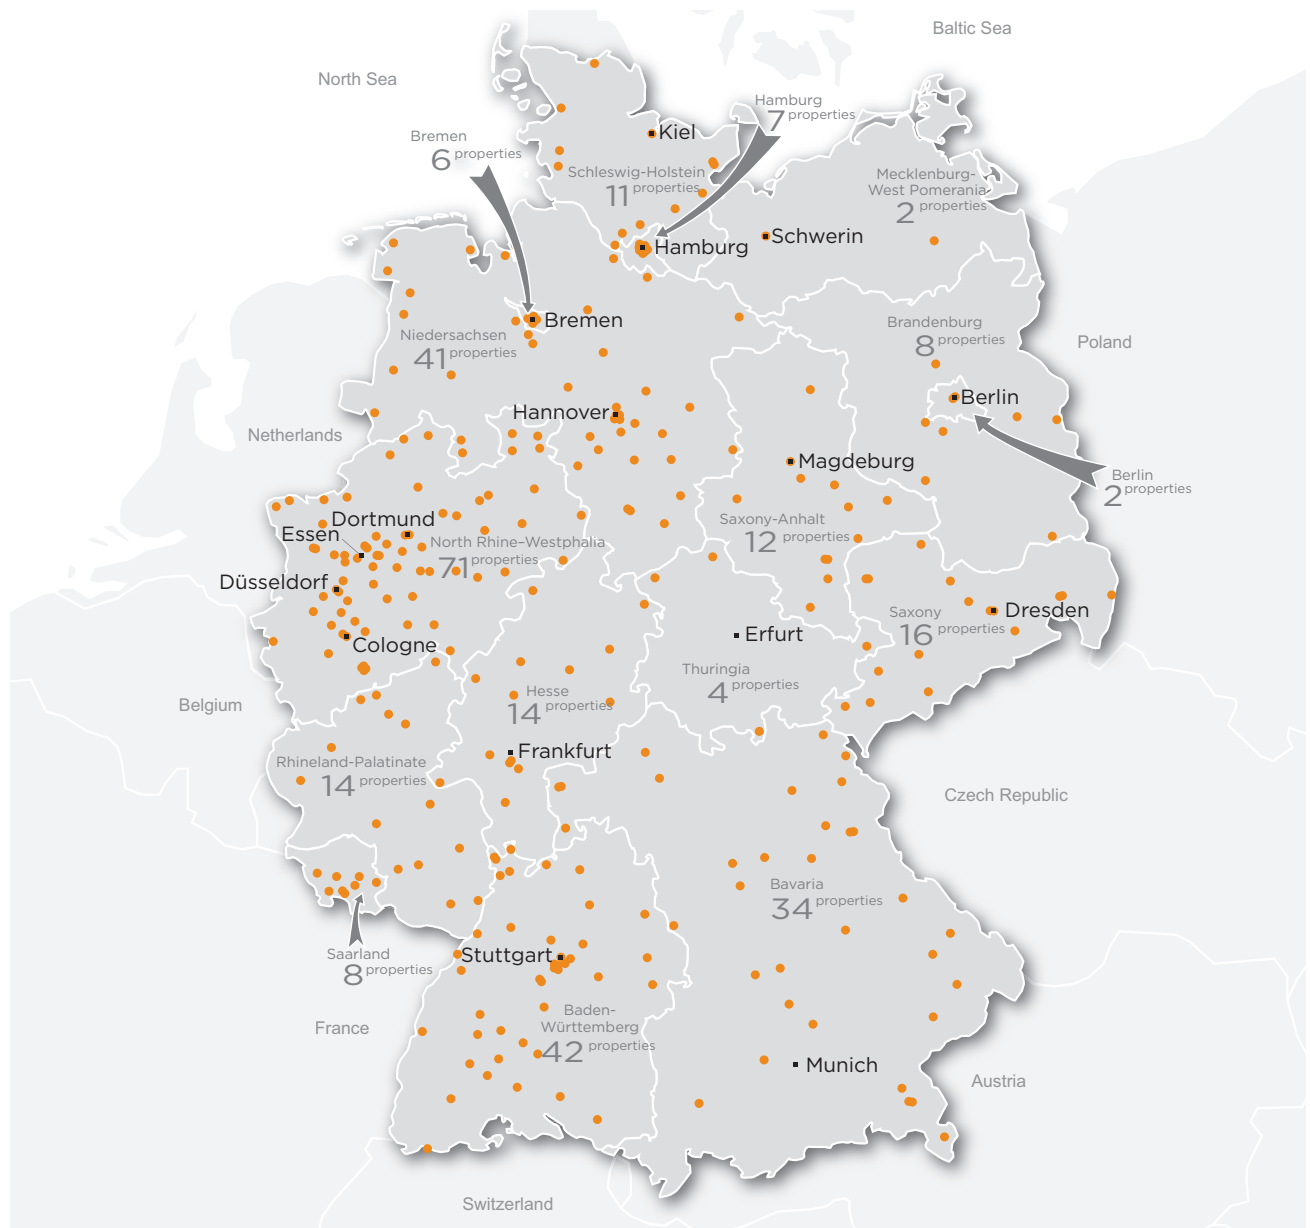 Baltic Sea
North Sea
Hamburg
7 properties
Kiel
Bremen
6 properties
Schleswig-Holstein
11 properties
Mecklenburg-
West Pomerania
2 properties
Schwerin
Hamburg
Bremen
Niedersachsen
41 properties
Brandenburg
8 properties
Poland
Berlin
Hannover
Netherlands
Magdeburg
Berlin
2 properties
Dortmund
Essen
North Rhine–Westphalia
71 properties
Saxony-Anhalt
12 properties
Düsseldorf
Saxony
16 properties
Dresden
Erfurt
Cologne
Thuringia
4 properties
Hesse
14 properties
Belgium
Frankfurt
Rhineland-Palatinate
14 properties
Czech Republic
Bavaria
34 properties
Saarland
8 properties
Stuttgart
France
Baden-
Württemberg
42 properties
Munich
Austria
Switzerland